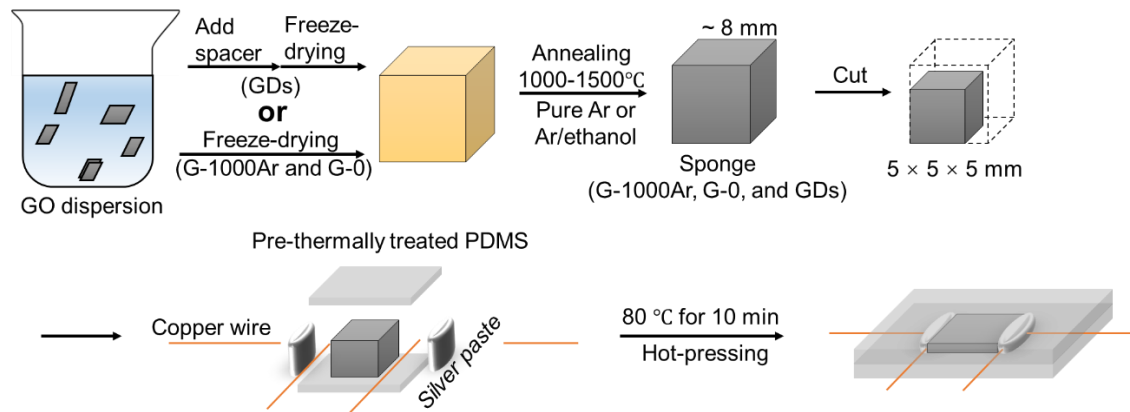 Add
spacer
Freeze-
drying
(GDs)
or
Freeze-drying
(G-1000Ar and G-0)
GO dispersion
Annealing
1000-1500℃
Pure Ar or
Ar/ethanol
~ 8 mm
Sponge
(G-1000Ar, G-0, and GDs)
Cut
5 × 5 × 5 mm
Pre-thermally treated PDMS
Copper wire
Silver paste
80 ℃ for 10 min
Hot-pressing